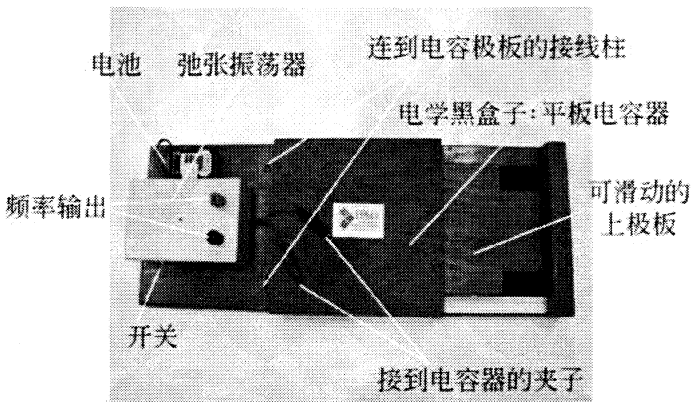 连到电容极板的接线柱
电池 弛张振荡器
电学黑盒子:平板电容器
频率输出
可滑动的
上极板
开关
接到电容器的夹子